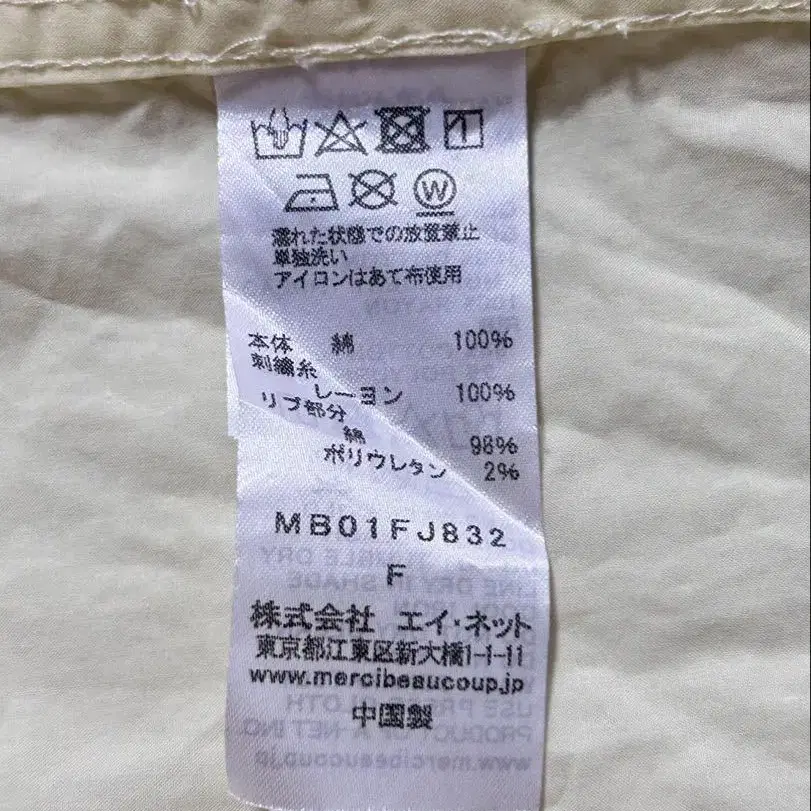 W
濡れた状態での放置禁止
単独洗い
アイロンはあて布使用
本体 綿 100%
刺繍糸
レーヨン 100%
リブ部分
綿 98%
ポリウレタン 2%
MB01FJ832
F
株式会社 エイ・ネット
東京都江東区新大橋1-1-11
www.mercibeaucoup.jp
中国製